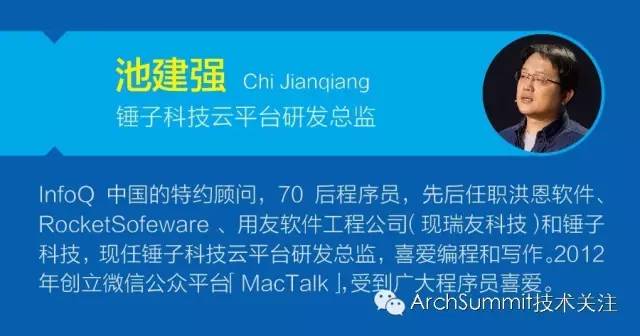 池建强 Chi Jianqiang
锤子科技云平台研发总监
InfoQ 中国的特约顾问，70 后程序员，先后任职洪恩软件、
RocketSofeware 、用友软件工程公司（现瑞友科技）和锤子
科技，现任锤子科技云平台研发总监，喜爱编程和写作。2012
年创立微信公众平台「MacTalk」，受到广大程序员喜爱。
ArchSummit技术关注